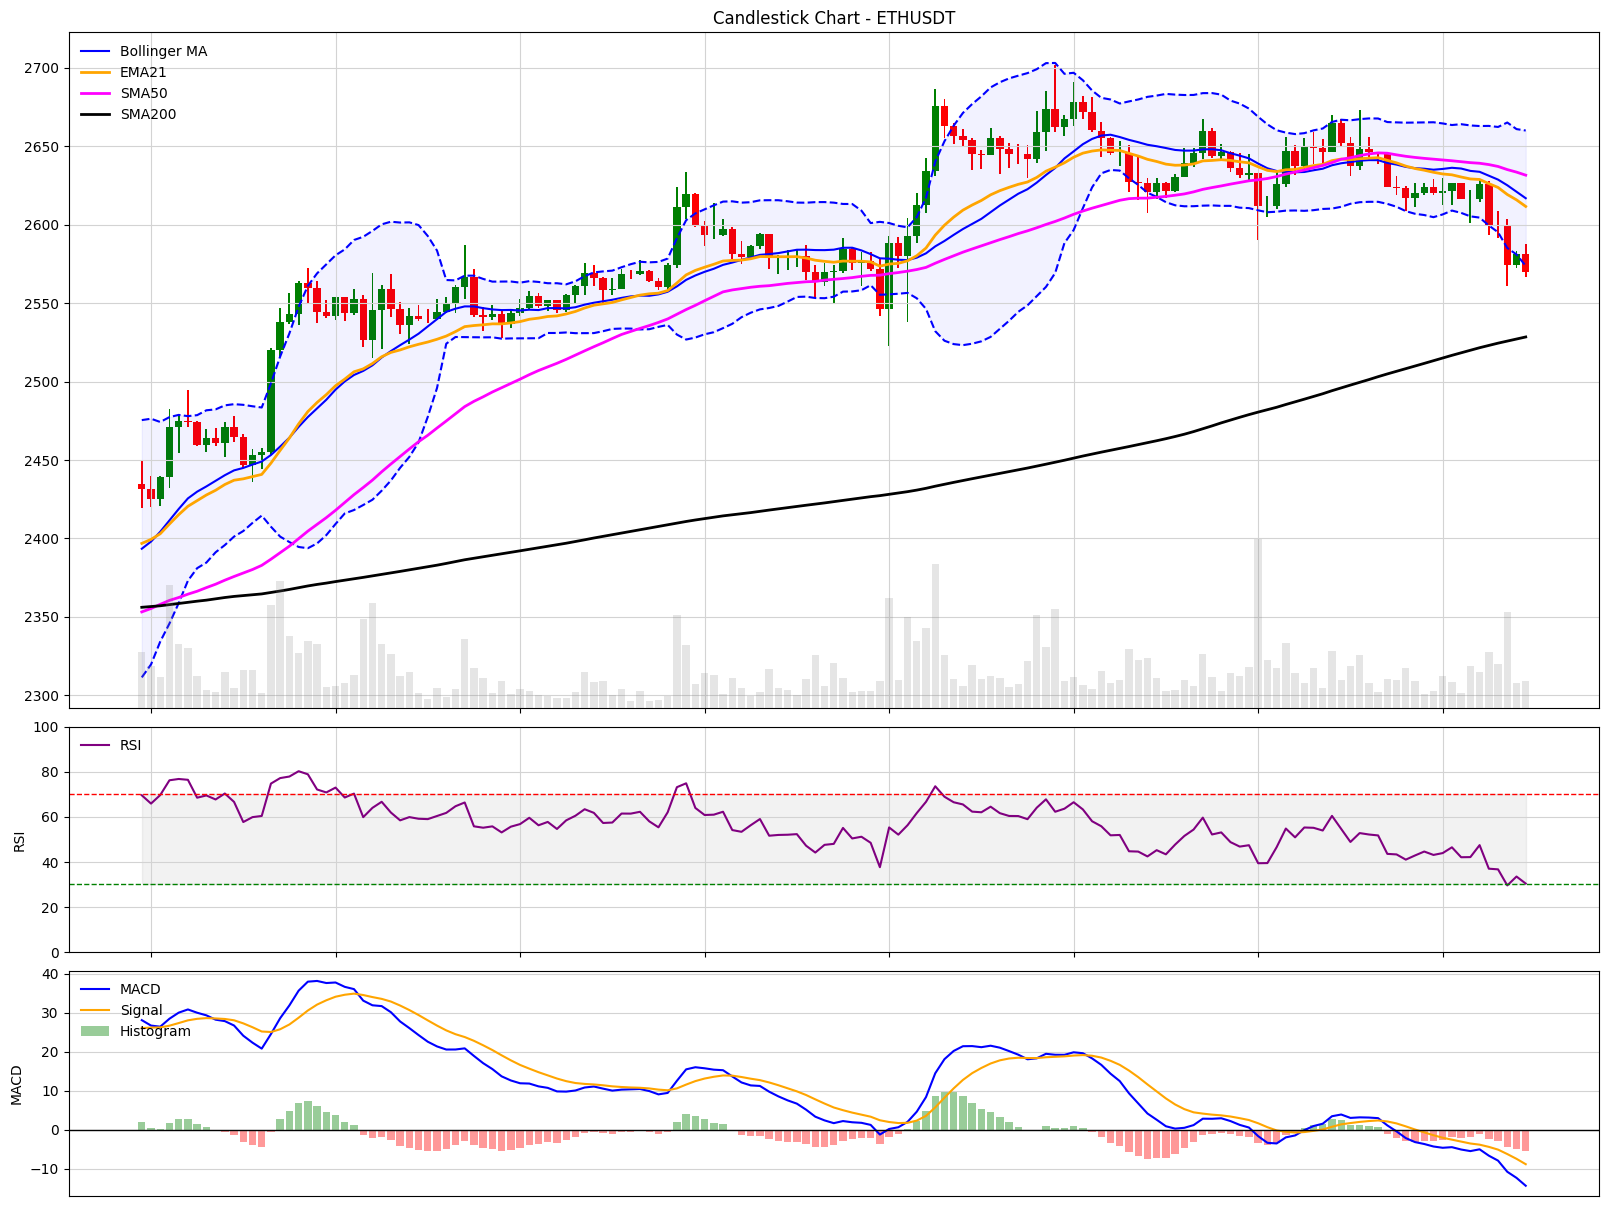 Candlestick Chart - ETHUSDT
Bollinger MA
EMA21
SMA50
SMA200
2700
2650
2600
2550
2500
2450
2400
2350
2300
RSI
100
80
60
40
20
0
RSI
MACD
Signal
Histogram
40
30
20
10
0
−10
MACD